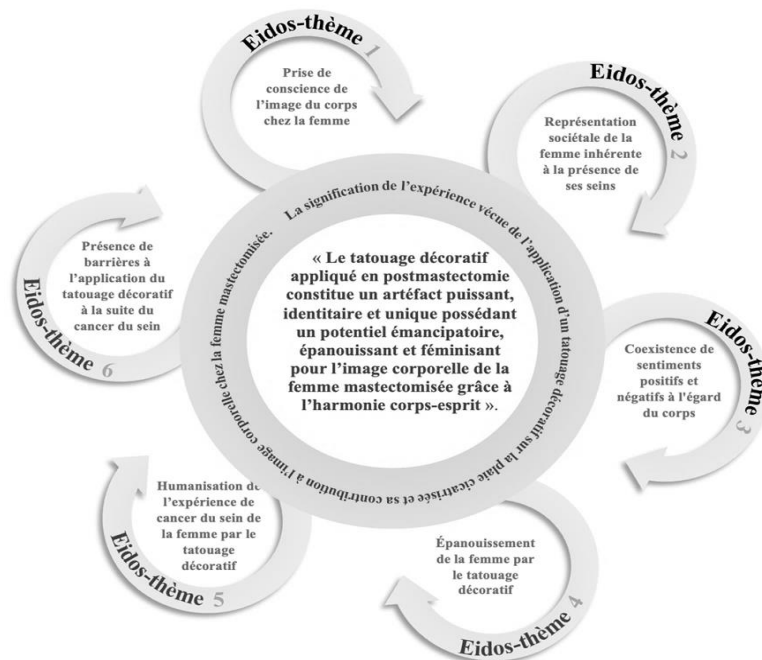 Eidos-thème 1
Prise de
conscience de
l'image du corps
chez la femme
Eidos-thème 2
Représentation
sociétale de la
femme inhérente
à la présence de
ses seins
Eidos-thème 3
Coexistence de
sentiments
positifs et
négatifs à l'égard
du corps
Eidos-thème 4
Épanouissement
de la femme par
le tatouage
décoratif
Eidos-thème 5
Humanisation de
l'expérience de
cancer du sein de
la femme par le
tatouage
décoratif
Eidos-thème 6
Présence de
barrières à
l'application du
tatouage décoratif
à la suite du
cancer du sein
La signification de l'expérience vécue de l'application d'un tatouage décoratif sur la plaie cicatrisée et sa contribution à l'image corporelle chez la femme mastectomisée.
« Le tatouage décoratif
appliqué en postmastectomie
constitue un artéfact puissant,
identitaire et unique possédant
un potentiel émancipatoire,
épanouissant et féminisant
pour l'image corporelle de la
femme mastectomisée grâce à
l'harmonie corps-esprit ».